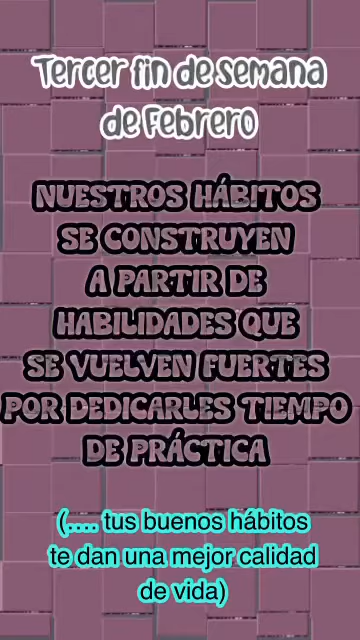 Tercer fin de semana
de Febrero
NUESTROS HÁBITOS
SE CONSTRUYEN
A PARTIR DE
HABILIDADES QUE
SE VUELVEN FUERTES
POR DEDICARLES TIEMPO
DE PRÁCTICA
(.... tus buenos hábitos
te dan una mejor calidad
de vida)